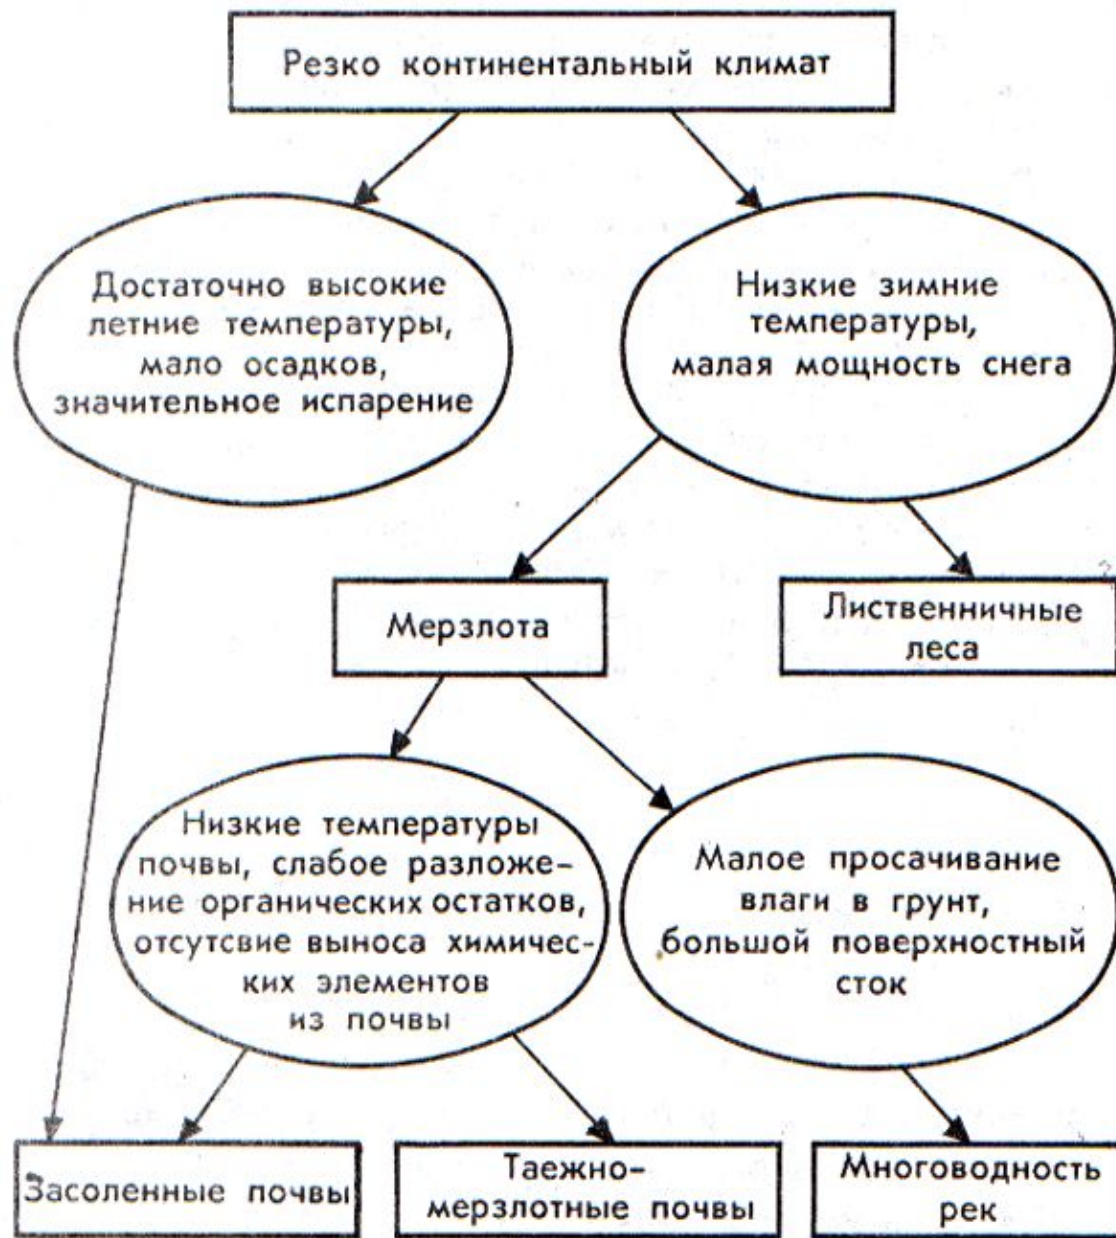 Резко континентальный климат
Достаточно высокие
летние температуры,
мало осадков,
значительное испарение
Низкие зимние
температуры,
малая мощность снега
Мерзлота
Лиственничные
леса
Низкие температуры
почвы, слабое разложе-
ние органических остатков,
отсутсвие выноса химичес-
ких элементов
из почвы
Малое просачивание
влаги в грунт,
большой поверхностный
сток
Засоленные почвы
Таежно-
мерзлотные почвы
Многоводность
рек